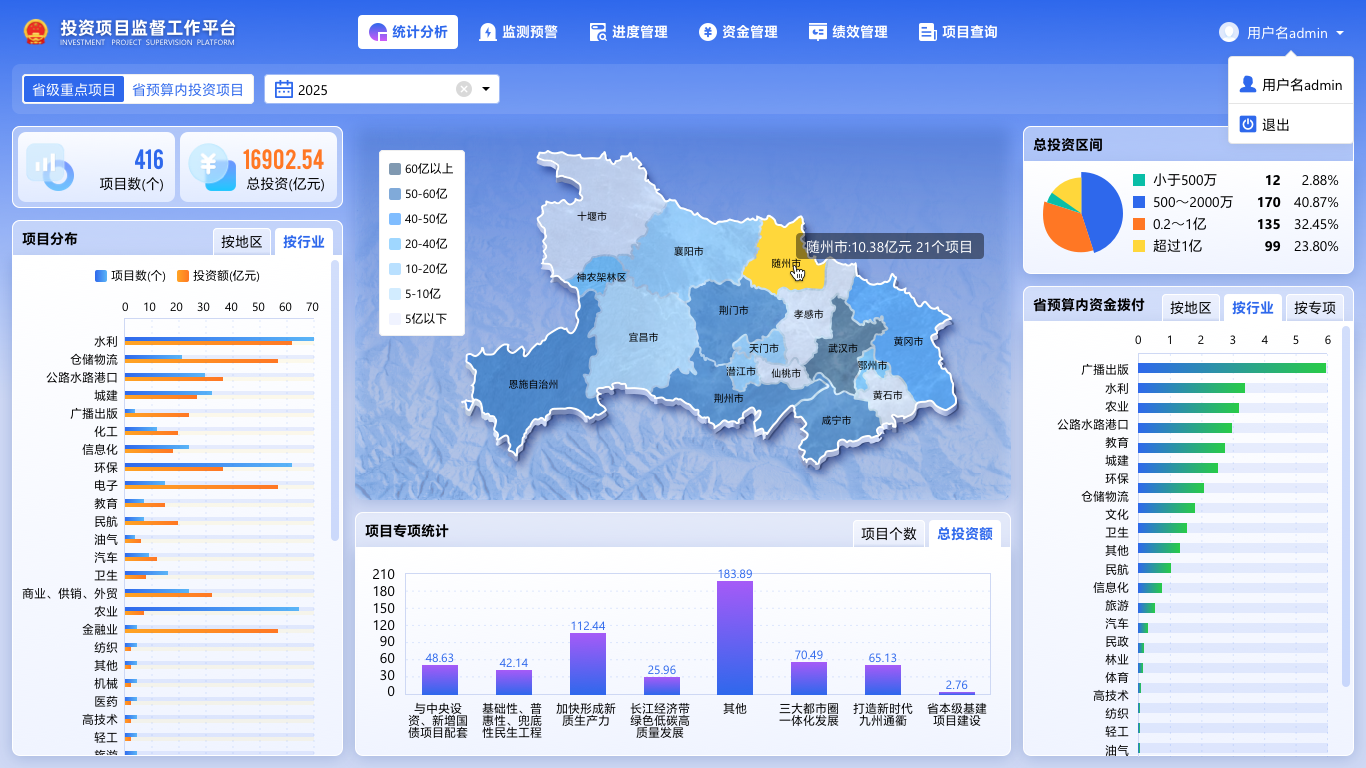 投资项目监督工作平台
INVESTMENT PROJECT SUPERVISION PLATFORM
统计分析
监测预警
进度管理
资金管理
绩效管理
项目查询
用户名admin
用户名admin
退出
省级重点项目
省预算内投资项目
2025
416
项目数(个)
16902.54
总投资(亿元)
项目分布
按地区
按行业
项目数(个)
投资额(亿元)
0 10 20 30 40 50 60 70
水利
仓储物流
公路水路港口
城建
广播出版
化工
信息化
环保
电子
教育
民航
油气
汽车
卫生
商业、供销、外贸
农业
金融业
纺织
其他
机械
医药
高技术
轻工
旅游
60亿以上
50-60亿
40-50亿
20-40亿
10-20亿
5-10亿
5亿以下
十堰市
襄阳市
随州市
随州市:10.38亿元 21个项目
神农架林区
荆门市
孝感市
宜昌市
天门市
武汉市
黄冈市
潜江市
仙桃市
鄂州市
恩施自治州
荆州市
黄石市
咸宁市
项目专项统计
项目个数
总投资额
210
180
150
120
90
60
30
0
48.63
42.14
112.44
25.96
183.89
70.49
65.13
2.76
与中央设
资、新增国
债项目配套
基础性、普
惠性、兜底
性民生工程
加快形成新
质生产力
长江经济带
绿色低碳高
质量发展
其他
三大都市圈
一体化发展
打造新时代
九州通衢
省本级基建
项目建设
总投资区间
小于500万 12 2.88%
500～2000万 170 40.87%
0.2～1亿 135 32.45%
超过1亿 99 23.80%
省预算内资金拨付
按地区
按行业
按专项
0 1 2 3 4 5 6
广播出版
水利
农业
公路水路港口
教育
城建
环保
仓储物流
文化
卫生
其他
民航
信息化
旅游
汽车
民政
林业
体育
高技术
纺织
轻工
油气